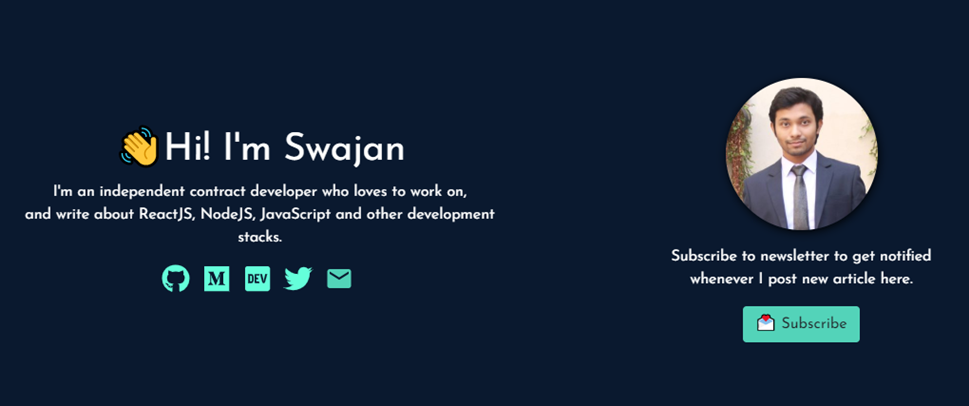 Hi! I'm Swajan
I'm an independent contract developer who loves to work on,
and write about ReactJS, NodeJS, JavaScript and other development
stacks.
M
DEV
Subscribe to newsletter to get notified
whenever I post new article here.
Subscribe